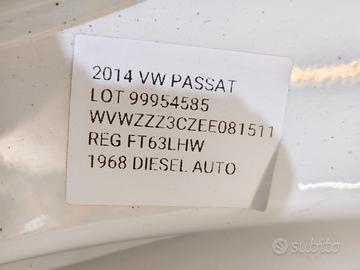 2014 VW PASSAT
LOT 99954585
WVWZZZ3CZEE081511
REG FT63LHW
1968 DIESEL AUTO
subito